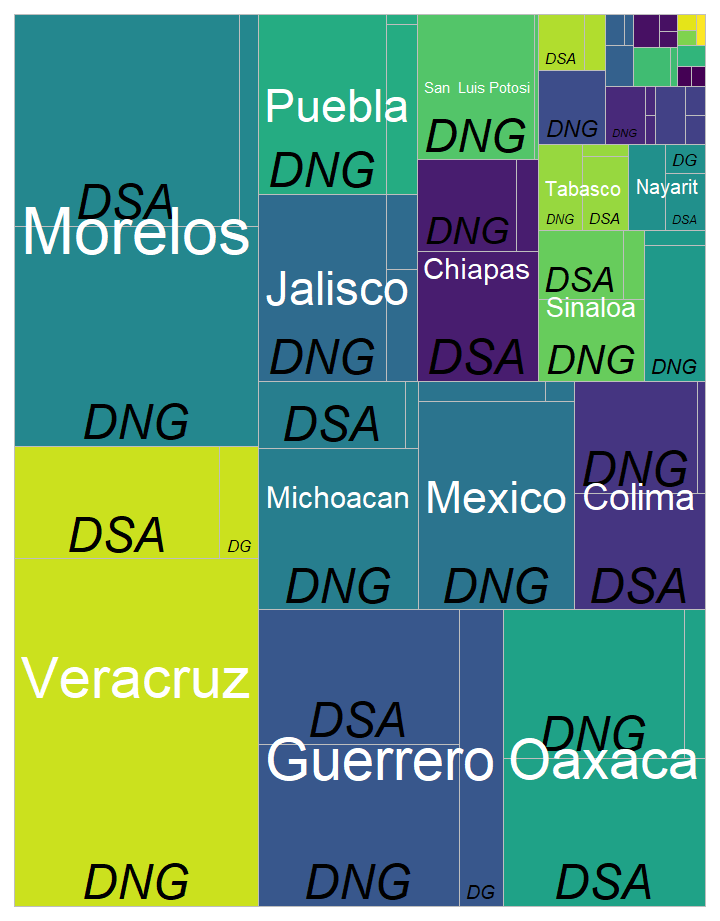 DSA
Morelos
DNG
DSA
DG
Veracruz
DNG
Puebla
DNG
Jalisco
DNG
San Luis Potosi
DNG
DNG
Chiapas
DSA
DSA
DNG
DNG
Tabasco
DNG
DSA
DG
Nayarit
DSA
DSA
Sinaloa
DNG
DNG
DSA
Michoacan
DNG
Mexico
DNG
DNG
Colima
DSA
DSA
Guerrero
DNG
DG
DNG
Oaxaca
DSA